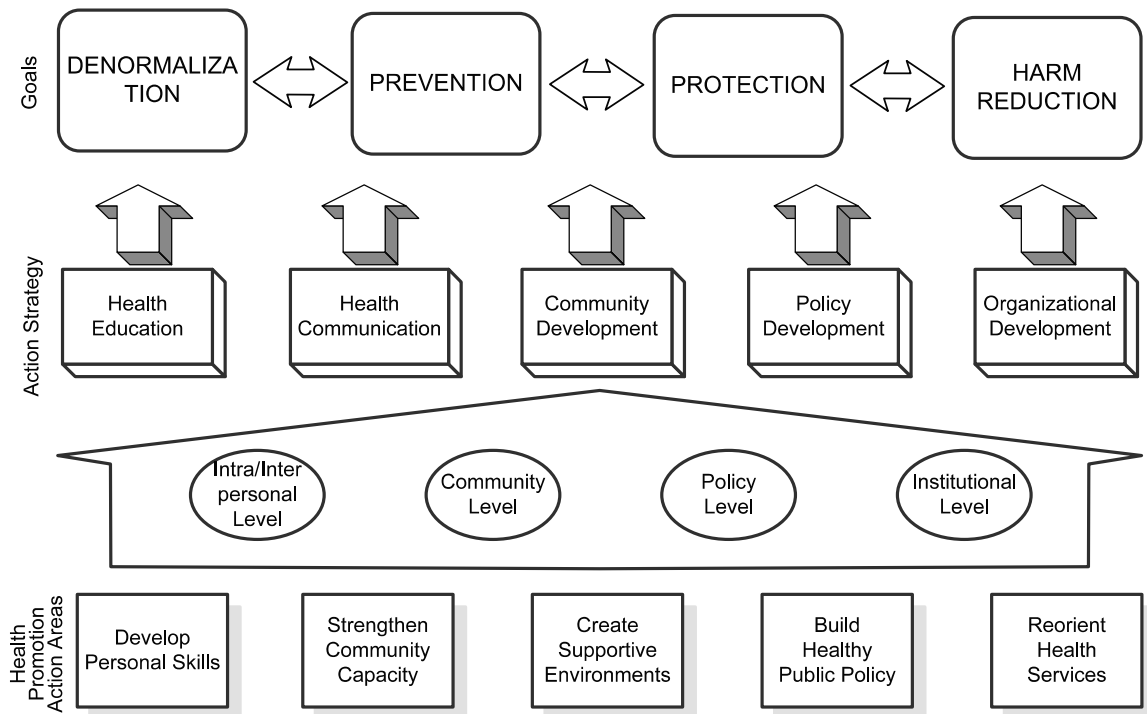 Goals
DENORMALIZA
TION
PREVENTION
PROTECTION
HARM
REDUCTION
Action Strategy
Health
Education
Health
Communication
Community
Development
Policy
Development
Organizational
Development
Intra/Inter
personal
Level
Community
Level
Policy
Level
Institutional
Level
Health
Promotion
Action Areas
Develop
Personal Skills
Strengthen
Community
Capacity
Create
Supportive
Environments
Build
Healthy
Public Policy
Reorient
Health
Services